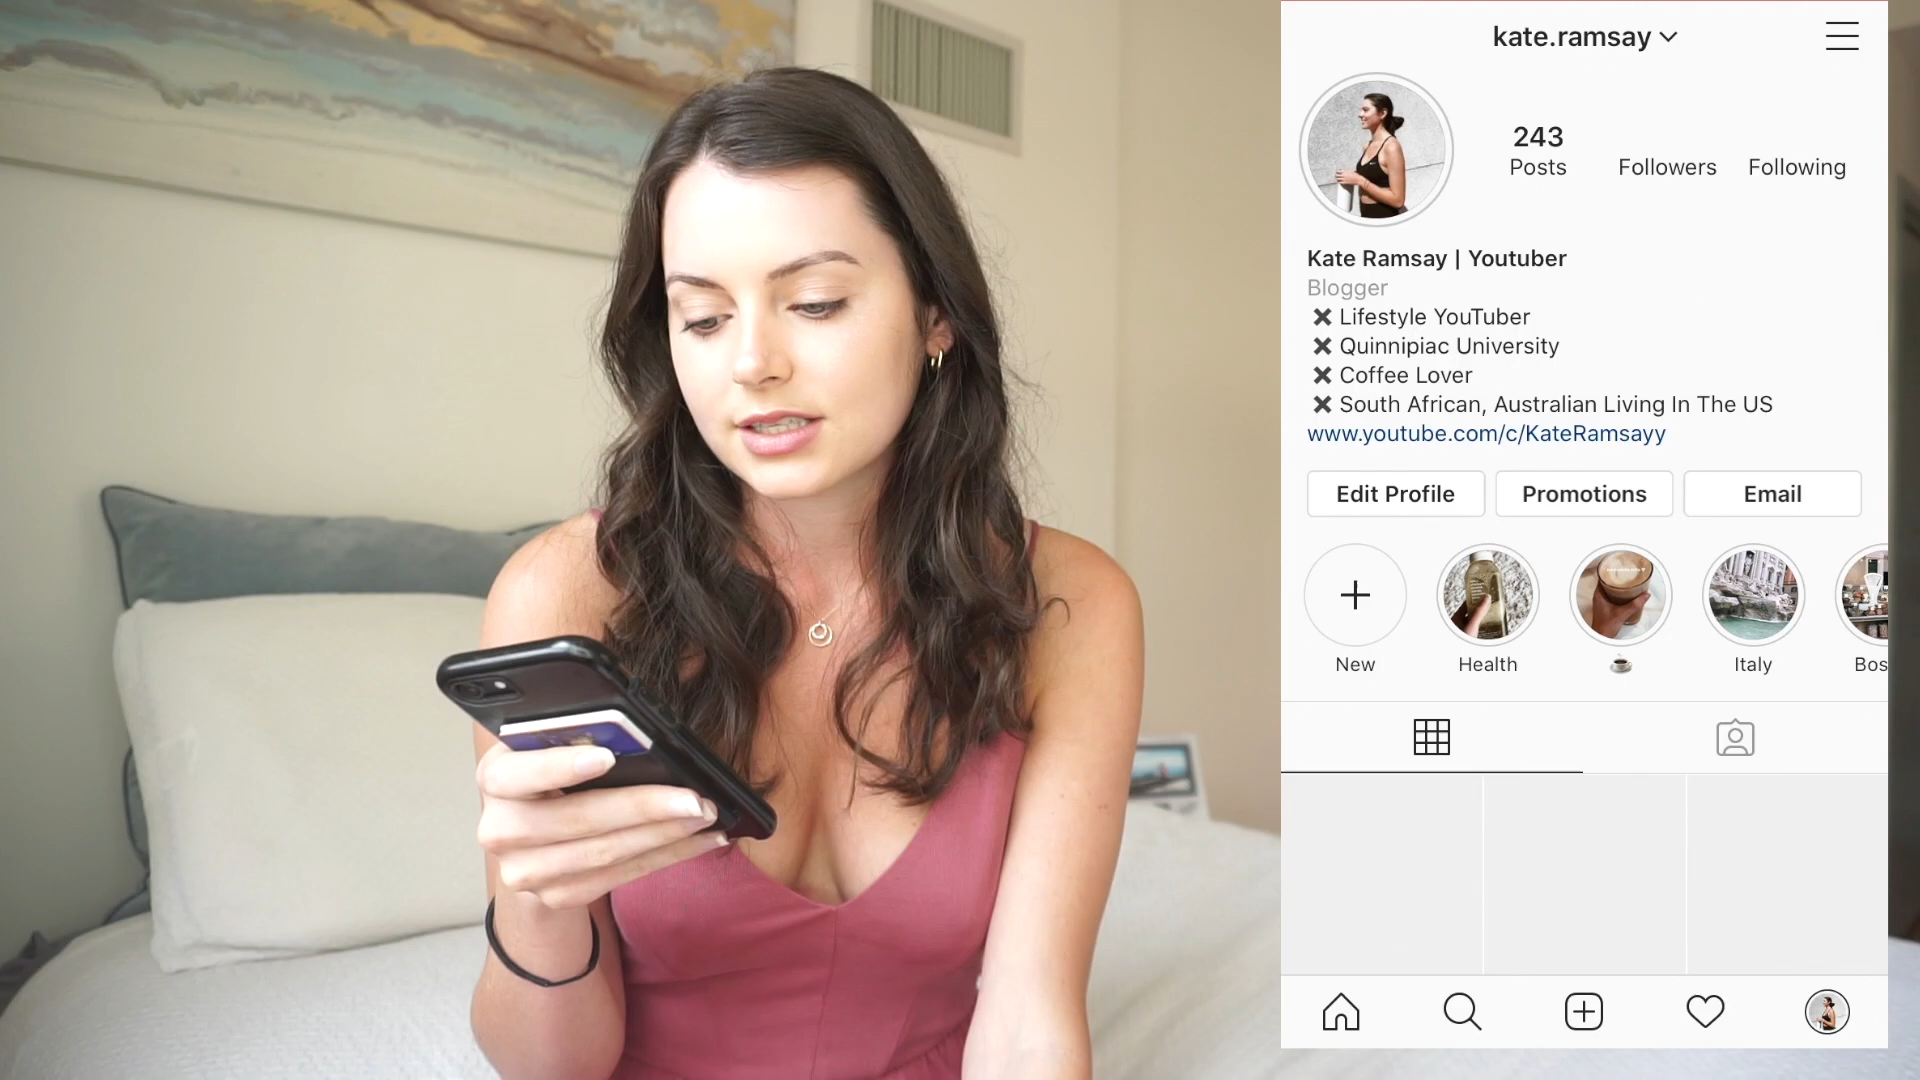 kate.ramsay
243
Posts
Followers
Following
Kate Ramsay | Youtuber
Blogger
✖ Lifestyle YouTuber
✖ Quinnipiac University
✖ Coffee Lover
✖ South African, Australian Living In The US
www.youtube.com/c/KateRamsayy
Edit Profile
Promotions
Email
New
Health
☕
Italy
Bos